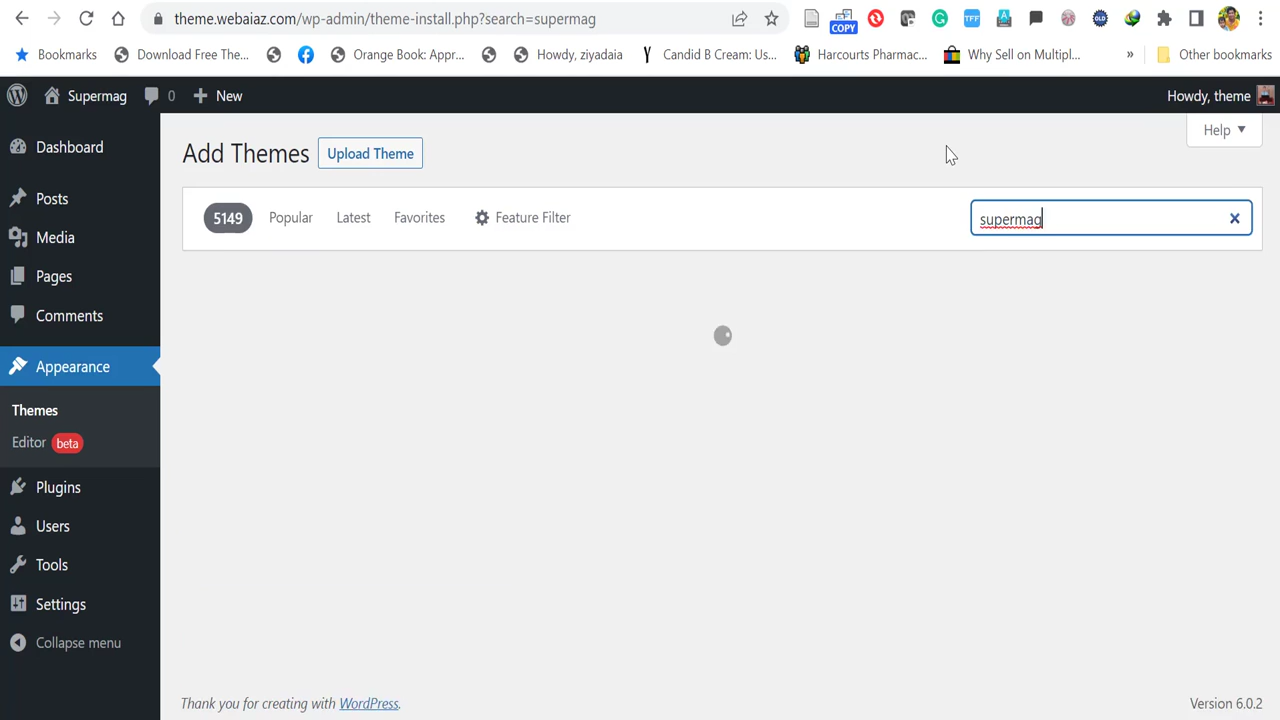 theme.webaiaz.com/wp-admin/theme-install.php?search=supermag
COPY
TFF
OLD
Bookmarks
Download Free The...
Orange Book: Appr...
Howdy, ziyadaia
Candid B Cream: Us...
Harcourts Pharmac...
Why Sell on Multipl...
»
Other bookmarks
Supermag
0
New
Howdy, theme
Help
Dashboard
Posts
Media
Pages
Comments
Appearance
Themes
Editor beta
Plugins
Users
Tools
Settings
Collapse menu
Add Themes
Upload Theme
5149
Popular
Latest
Favorites
Feature Filter
supermag
Thank you for creating with WordPress.
Version 6.0.2